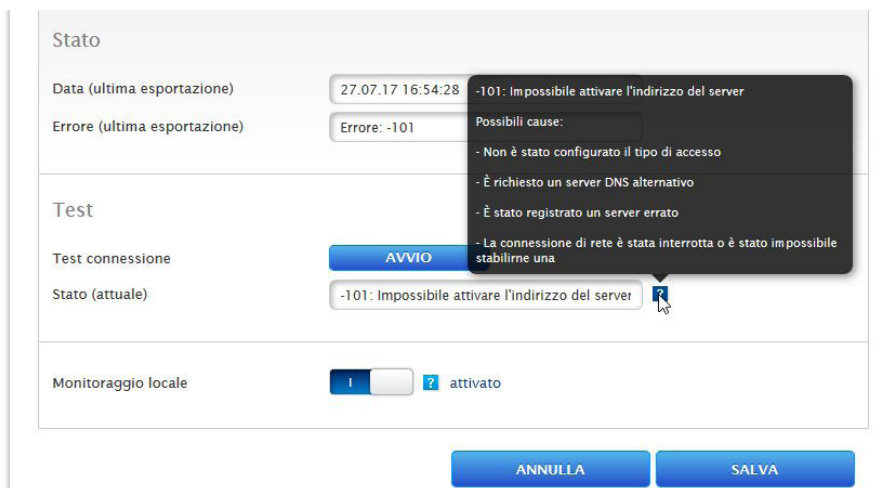 Stato
Data (ultima esportazione)
27.07.17 16:54:28
Errore (ultima esportazione)
Errore: -101
-101: Impossibile attivare l'indirizzo del server
Possibili cause:
- Non è stato configurato il tipo di accesso
- È richiesto un server DNS alternativo
- È stato registrato un server errato
- La connessione di rete è stata interrotta o è stato impossibile
stabilirne una
Test
Test connessione
AVVIO
Stato (attuale)
-101: Impossibile attivare l'indirizzo del server
?
Monitoraggio locale
I
?
attivato
ANNULLA
SALVA